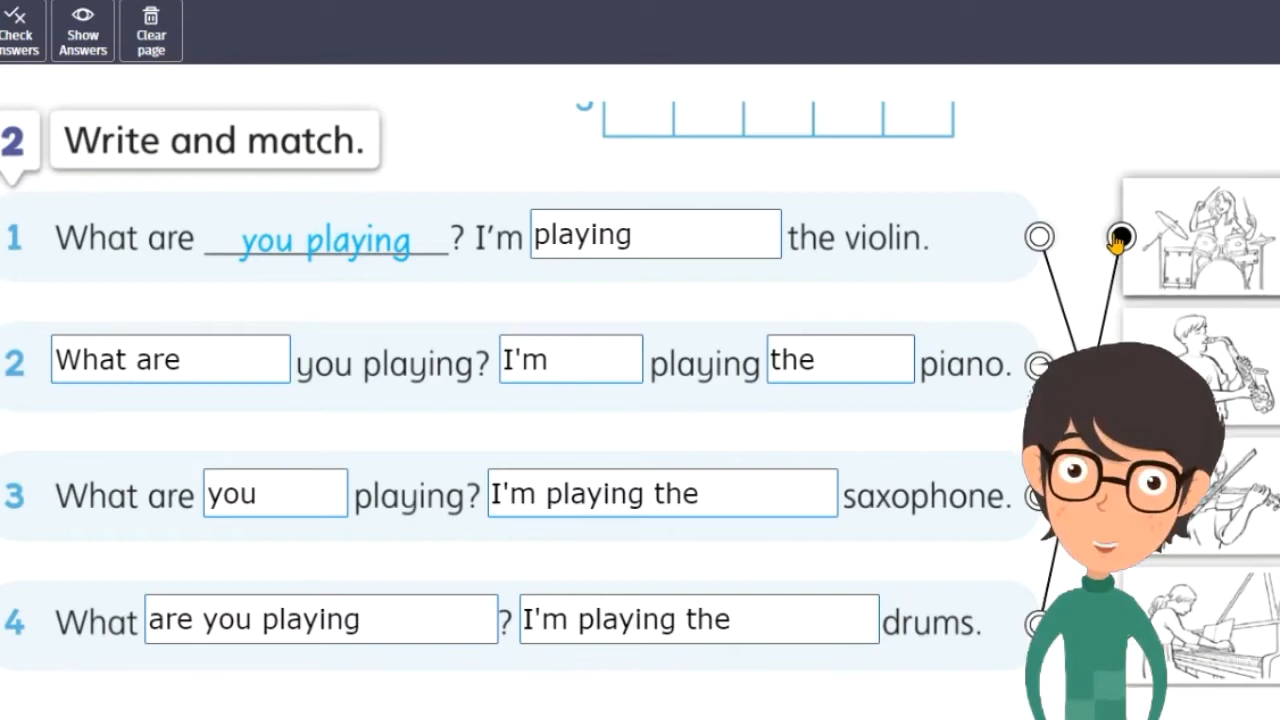 Check Answers
Show Answers
Clear page
2 Write and match.
1 What are you playing ? I'm playing the violin.
2 What are you playing? I'm playing the piano.
3 What are you playing? I'm playing the saxophone.
4 What are you playing ? I'm playing the drums.